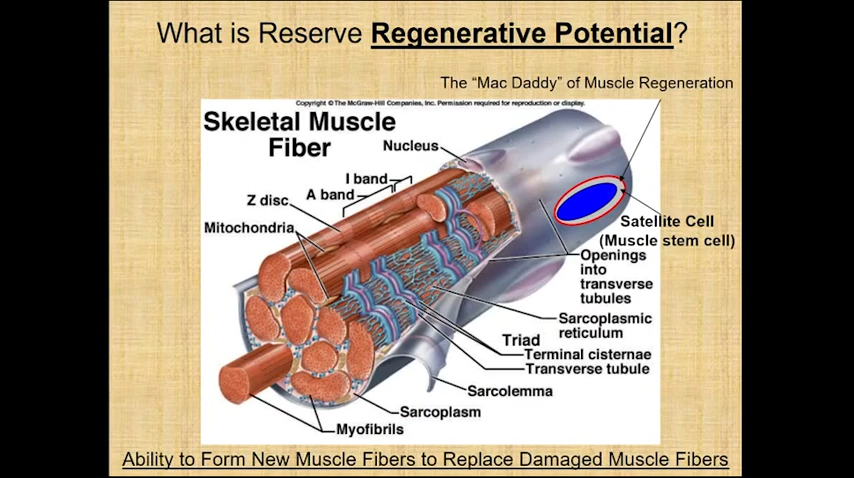 What is Reserve Regenerative Potential?
The “Mac Daddy” of Muscle Regeneration
Copyright © The McGraw-Hill Companies, Inc. Permission required for reproduction or display.
Skeletal Muscle
Fiber
Nucleus
I band
A band
Z disc
Mitochondria
Satellite Cell
(Muscle stem cell)
Openings
into
transverse
tubules
Sarcoplasmic
reticulum
Triad
Terminal cisternae
Transverse tubule
Sarcolemma
Sarcoplasm
Myofibrils
Ability to Form New Muscle Fibers to Replace Damaged Muscle Fibers